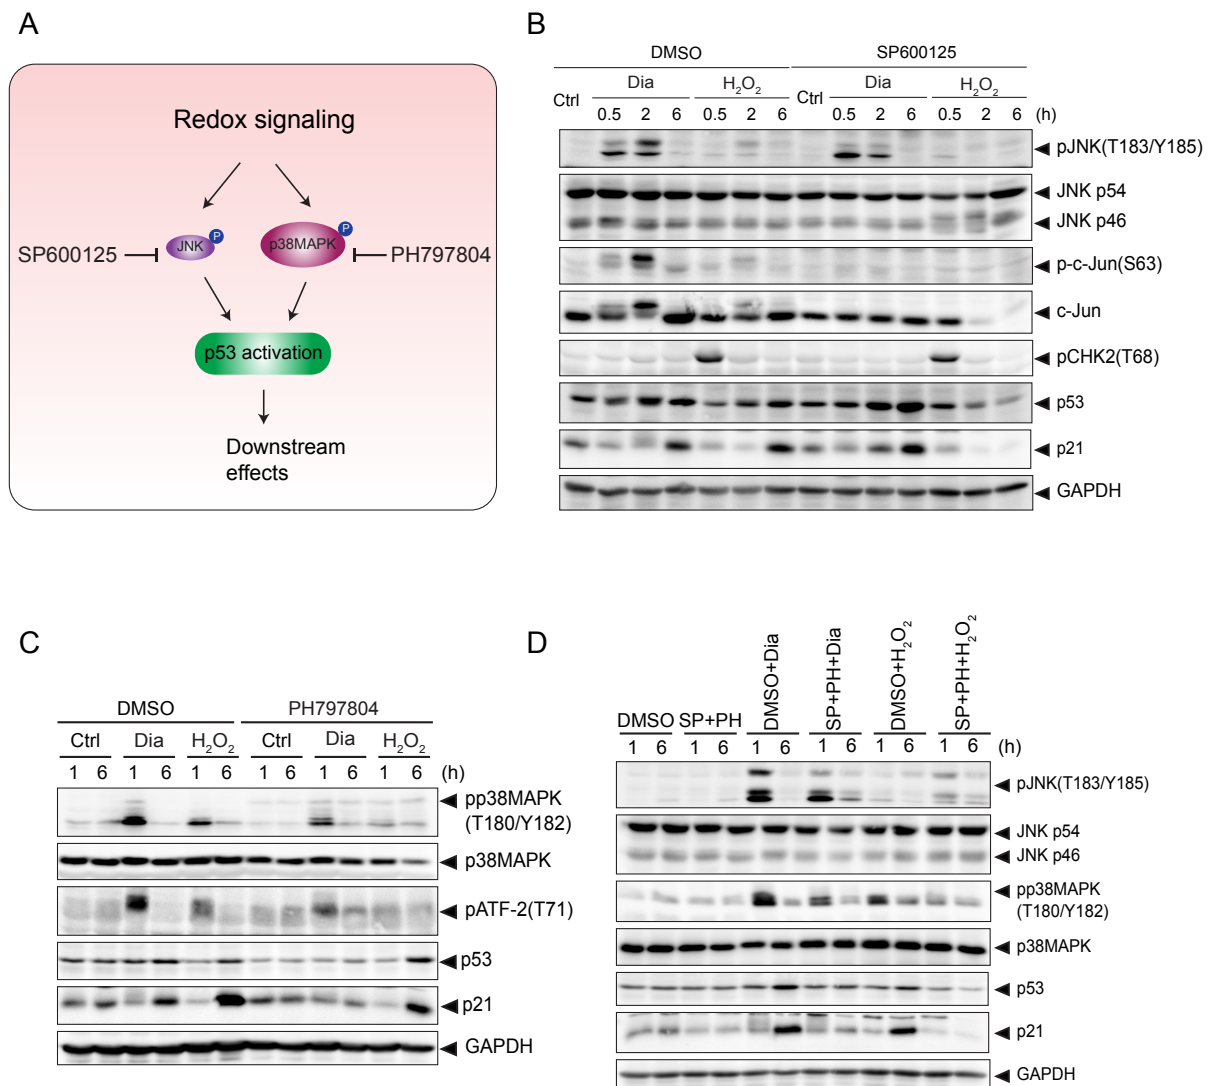 A
Redox signaling
JNK
P
p38MAPK
P
SP600125
PH797804
p53 activation
Downstream
effects
B
DMSO
SP600125
Ctrl
Dia
H₂O₂
Ctrl
Dia
H₂O₂
0.5 2 6 0.5 2 6 0.5 2 6 0.5 2 6 (h)
pJNK(T183/Y185)
JNK p54
JNK p46
p-c-Jun(S63)
c-Jun
pCHK2(T68)
p53
p21
GAPDH
C
DMSO
PH797804
Ctrl Dia H₂O₂ Ctrl Dia H₂O₂
1 6 1 6 1 6 1 6 1 6 1 6 (h)
pp38MAPK
(T180/Y182)
p38MAPK
pATF-2(T71)
p53
p21
GAPDH
D
DMSO
SP+PH
DMSO+Dia
SP+PH+Dia
DMSO+H₂O₂
SP+PH+H₂O₂
1 6 1 6 1 6 1 6 1 6 1 6 (h)
pJNK(T183/Y185)
JNK p54
JNK p46
pp38MAPK
(T180/Y182)
p38MAPK
p53
p21
GAPDH